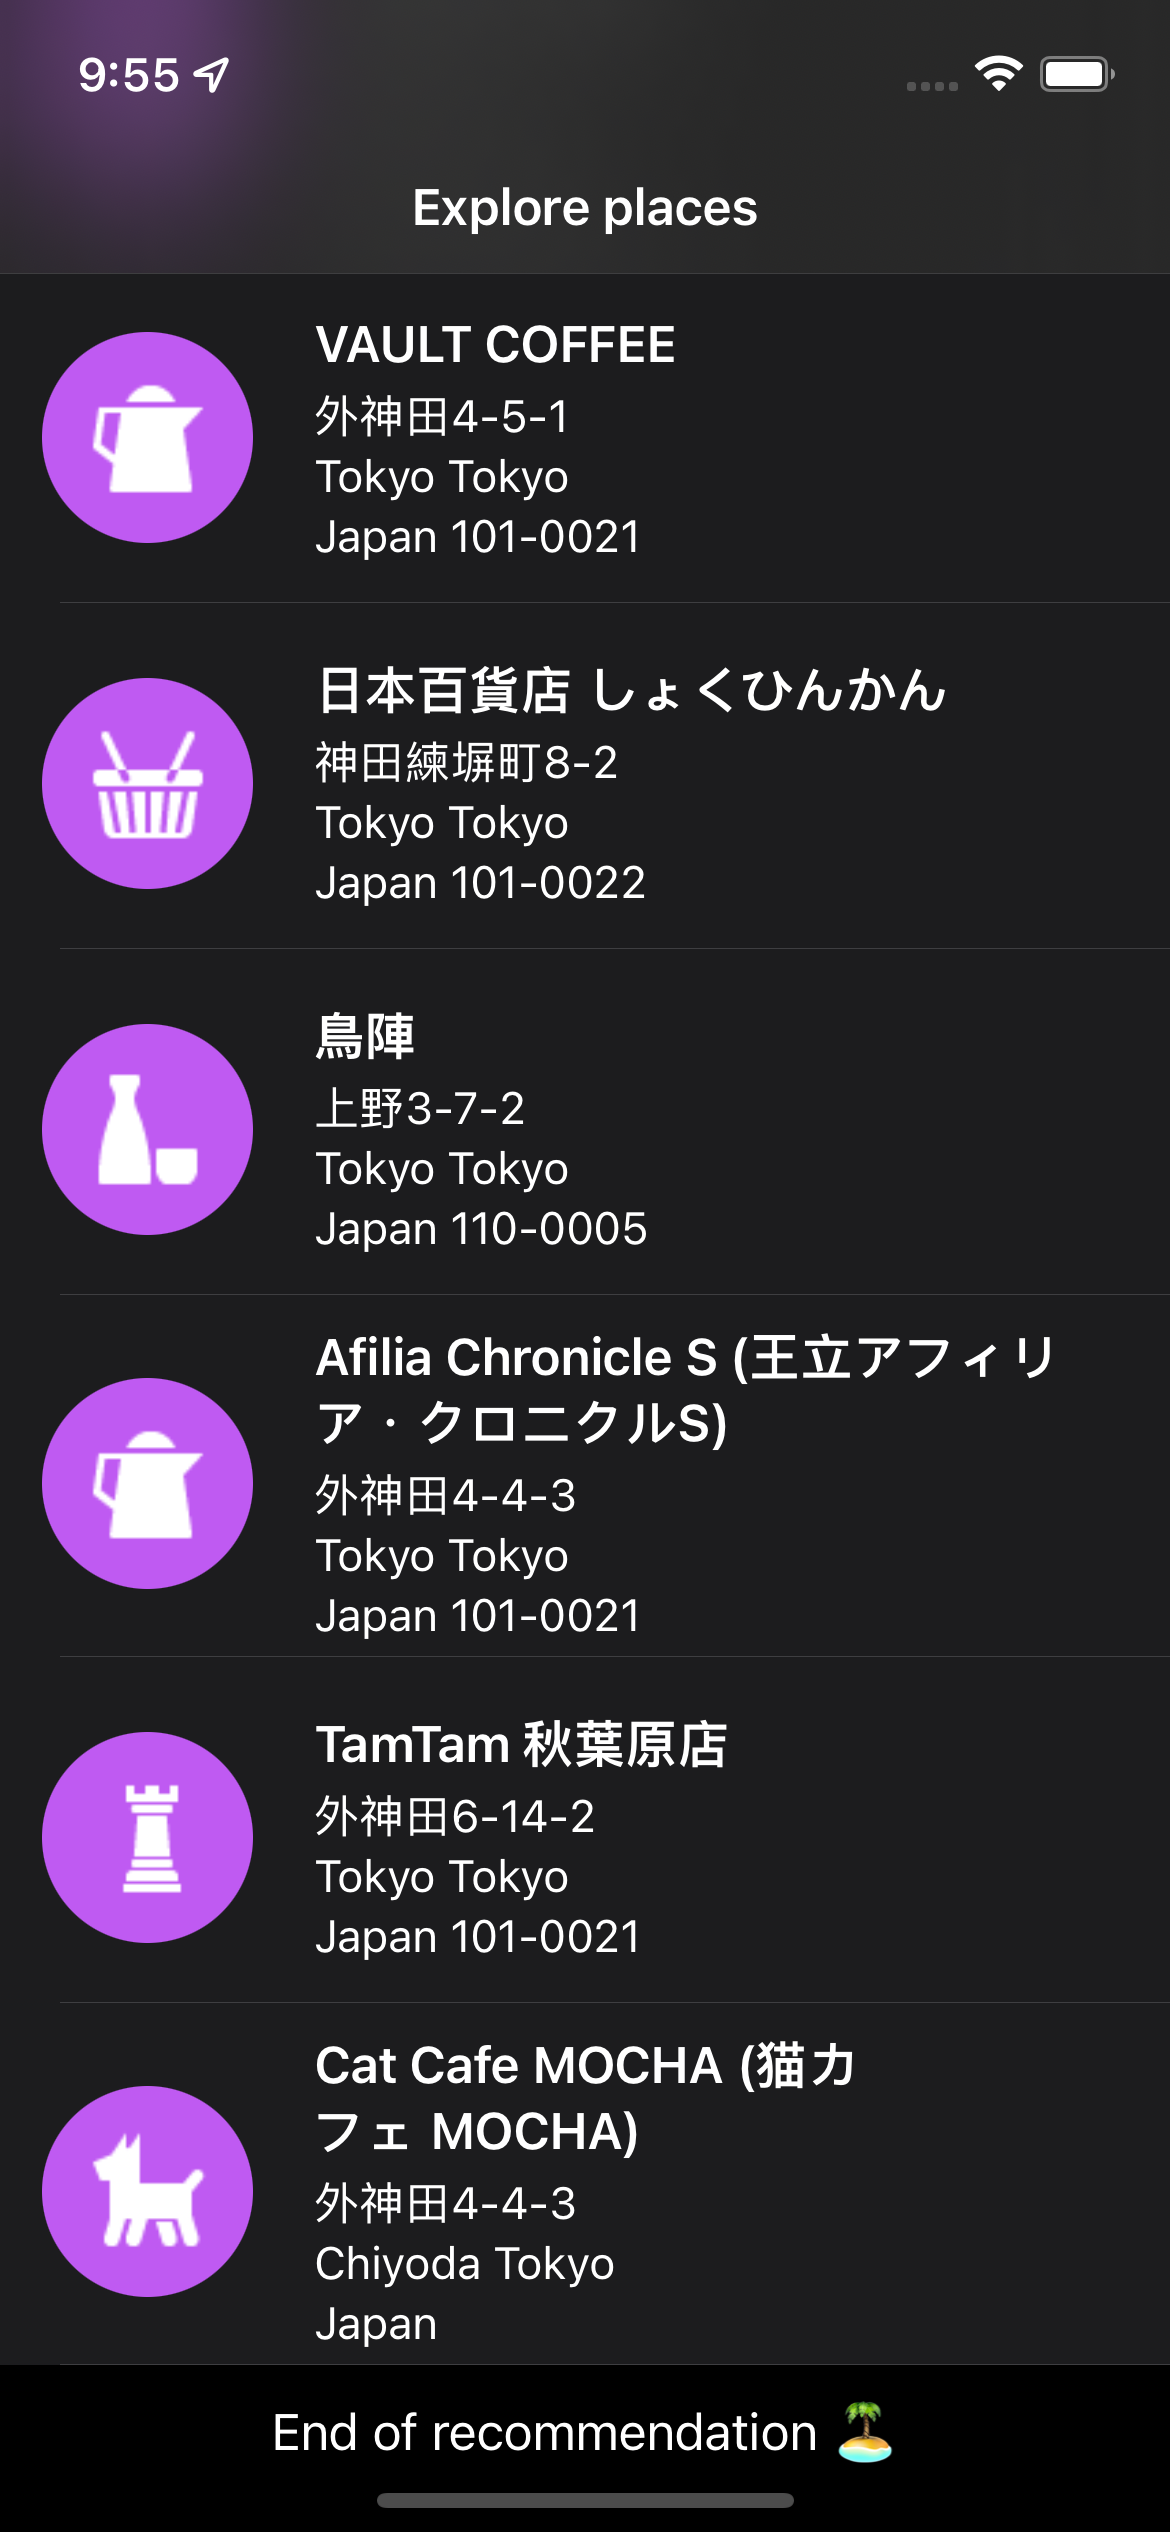 9:55
Explore places
VAULT COFFEE
外神田4-5-1
Tokyo Tokyo
Japan 101-0021
日本百貨店 しょくひんかん
神田練塀町8-2
Tokyo Tokyo
Japan 101-0022
鳥陣
上野3-7-2
Tokyo Tokyo
Japan 110-0005
Afilia Chronicle S (王立アフィリ
ア・クロニクルS)
外神田4-4-3
Tokyo Tokyo
Japan 101-0021
TamTam 秋葉原店
外神田6-14-2
Tokyo Tokyo
Japan 101-0021
Cat Cafe MOCHA (猫カ
フェ MOCHA)
外神田4-4-3
Chiyoda Tokyo
Japan
End of recommendation 🏝